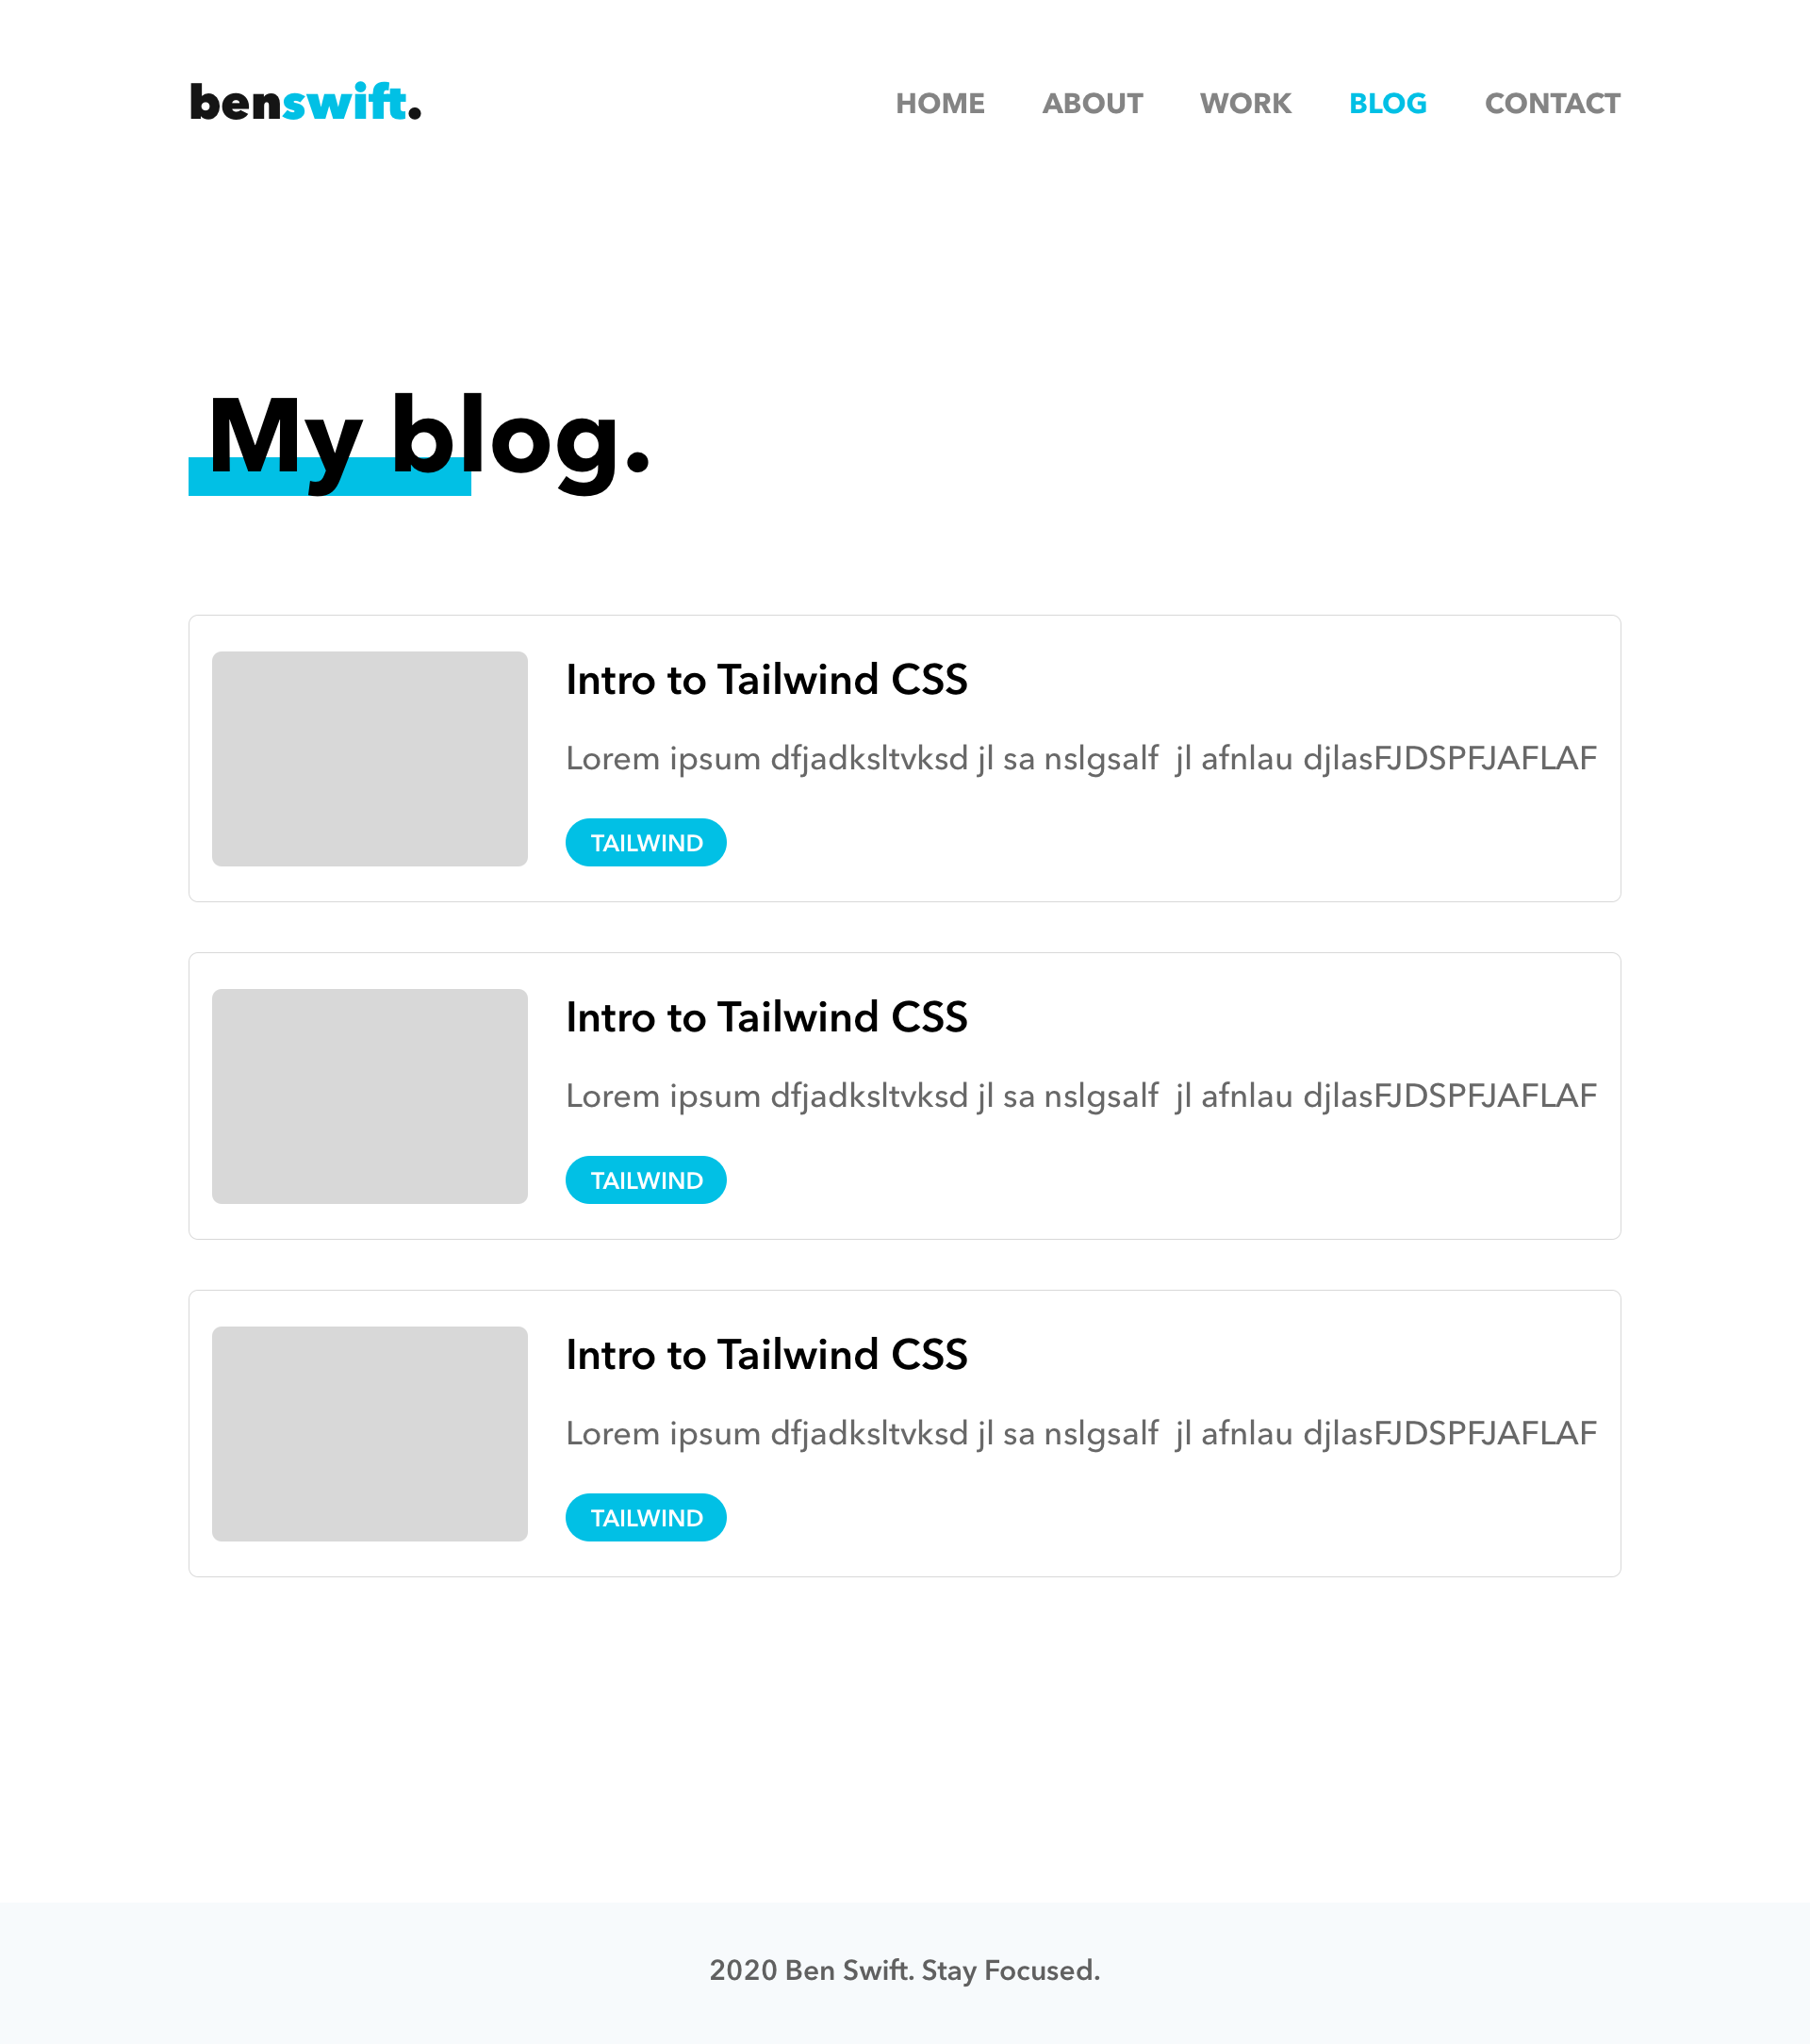 benswift.
HOME ABOUT WORK BLOG CONTACT
My blog.
Intro to Tailwind CSS
Lorem ipsum dfjadksltvksd jl sa nslgsalf  jl afnlau djlasFJDSPFJAFLAF
TAILWIND
Intro to Tailwind CSS
Lorem ipsum dfjadksltvksd jl sa nslgsalf  jl afnlau djlasFJDSPFJAFLAF
TAILWIND
Intro to Tailwind CSS
Lorem ipsum dfjadksltvksd jl sa nslgsalf  jl afnlau djlasFJDSPFJAFLAF
TAILWIND
2020 Ben Swift. Stay Focused.